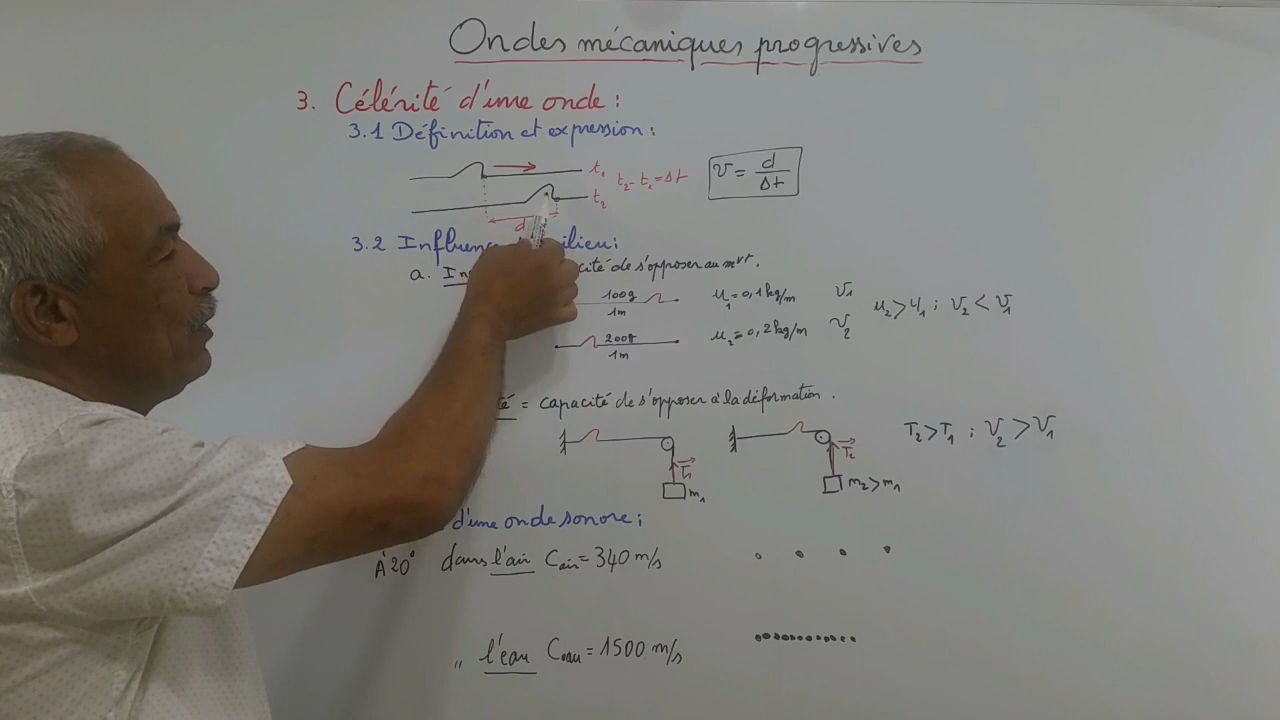 Ondes mécaniques progressives
3. Célérité d'une onde :
3.1 Définition et expression :
t₁
t₂ - t₁ = Δt
V = d/Δt
t₂
d
3.2 Influence milieu :
a. capacité de s'opposer au mᵛᵗ.
100g
1m
μ₁ = 0,1 kg/m V₁
μ₂ > μ₁ ; V₂ < V₁
200g
1m
μ₂ = 0,2 kg/m V₂
té = capacité de s'opposer à la déformation.
T₁
m₁
T₂
m₂ > m₁
T₂ > T₁ ; V₂ > V₁
d'une onde sonore ;
À 20° dans l'air Cair = 340 m/s
" l'eau Ceau = 1500 m/s